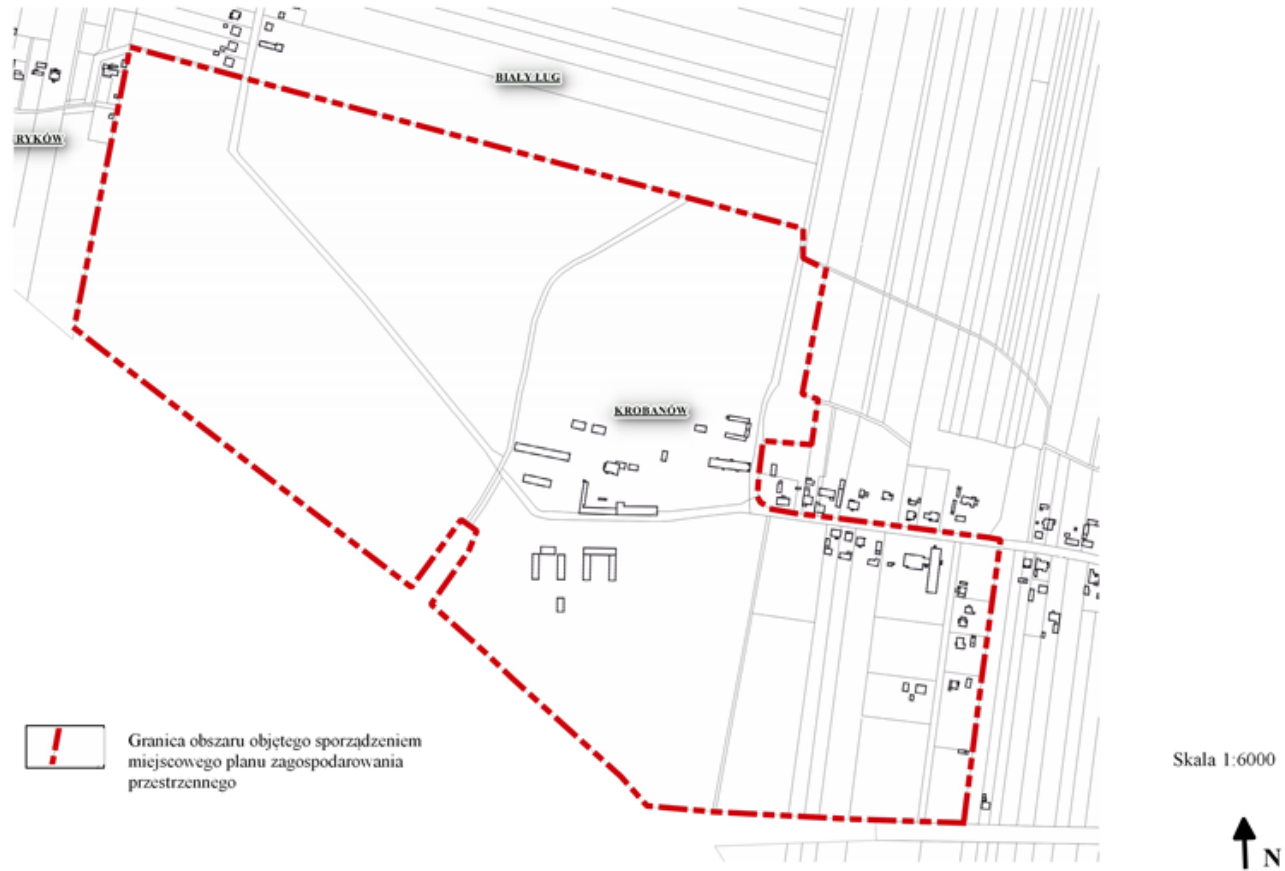 BIAŁY ŁUG
RYKÓW
KROBANÓW
Granica obszaru objętego sporządzeniem
miejscowego planu zagospodarowania
przestrzennego
Skala 1:6000
N